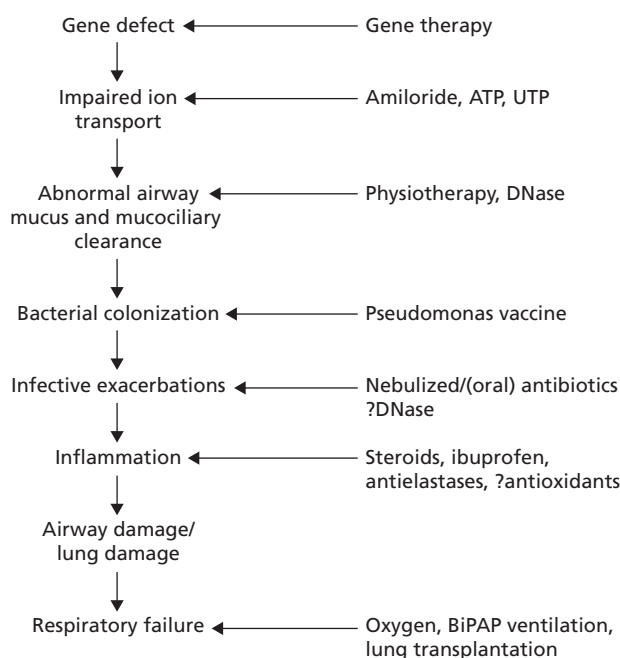 Gene defect
Gene therapy
Impaired ion
transport
Amiloride, ATP, UTP
Abnormal airway
mucus and mucociliary
clearance
Physiotherapy, DNase
Bacterial colonization
Pseudomonas vaccine
Infective exacerbations
Nebulized/(oral) antibiotics
?DNase
Inflammation
Steroids, ibuprofen,
antielastases, ?antioxidants
Airway damage/
lung damage
Respiratory failure
Oxygen, BiPAP ventilation,
lung transplantation